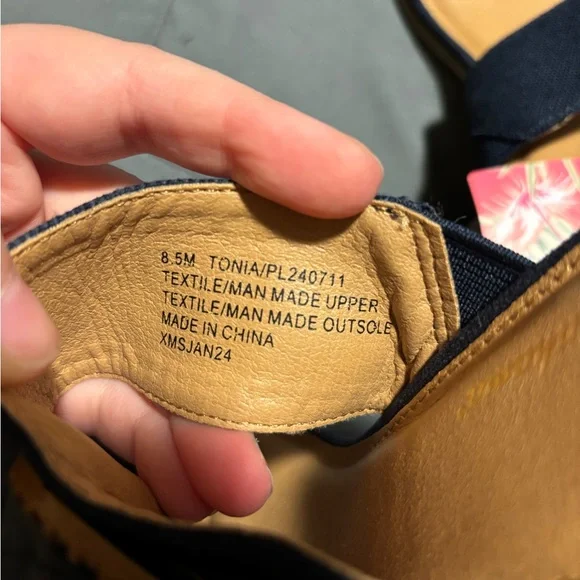 8.5M TONIA/PL240711
TEXTILE/MAN MADE UPPER
TEXTILE/MAN MADE OUTSOLE
MADE IN CHINA
XMSJAN24